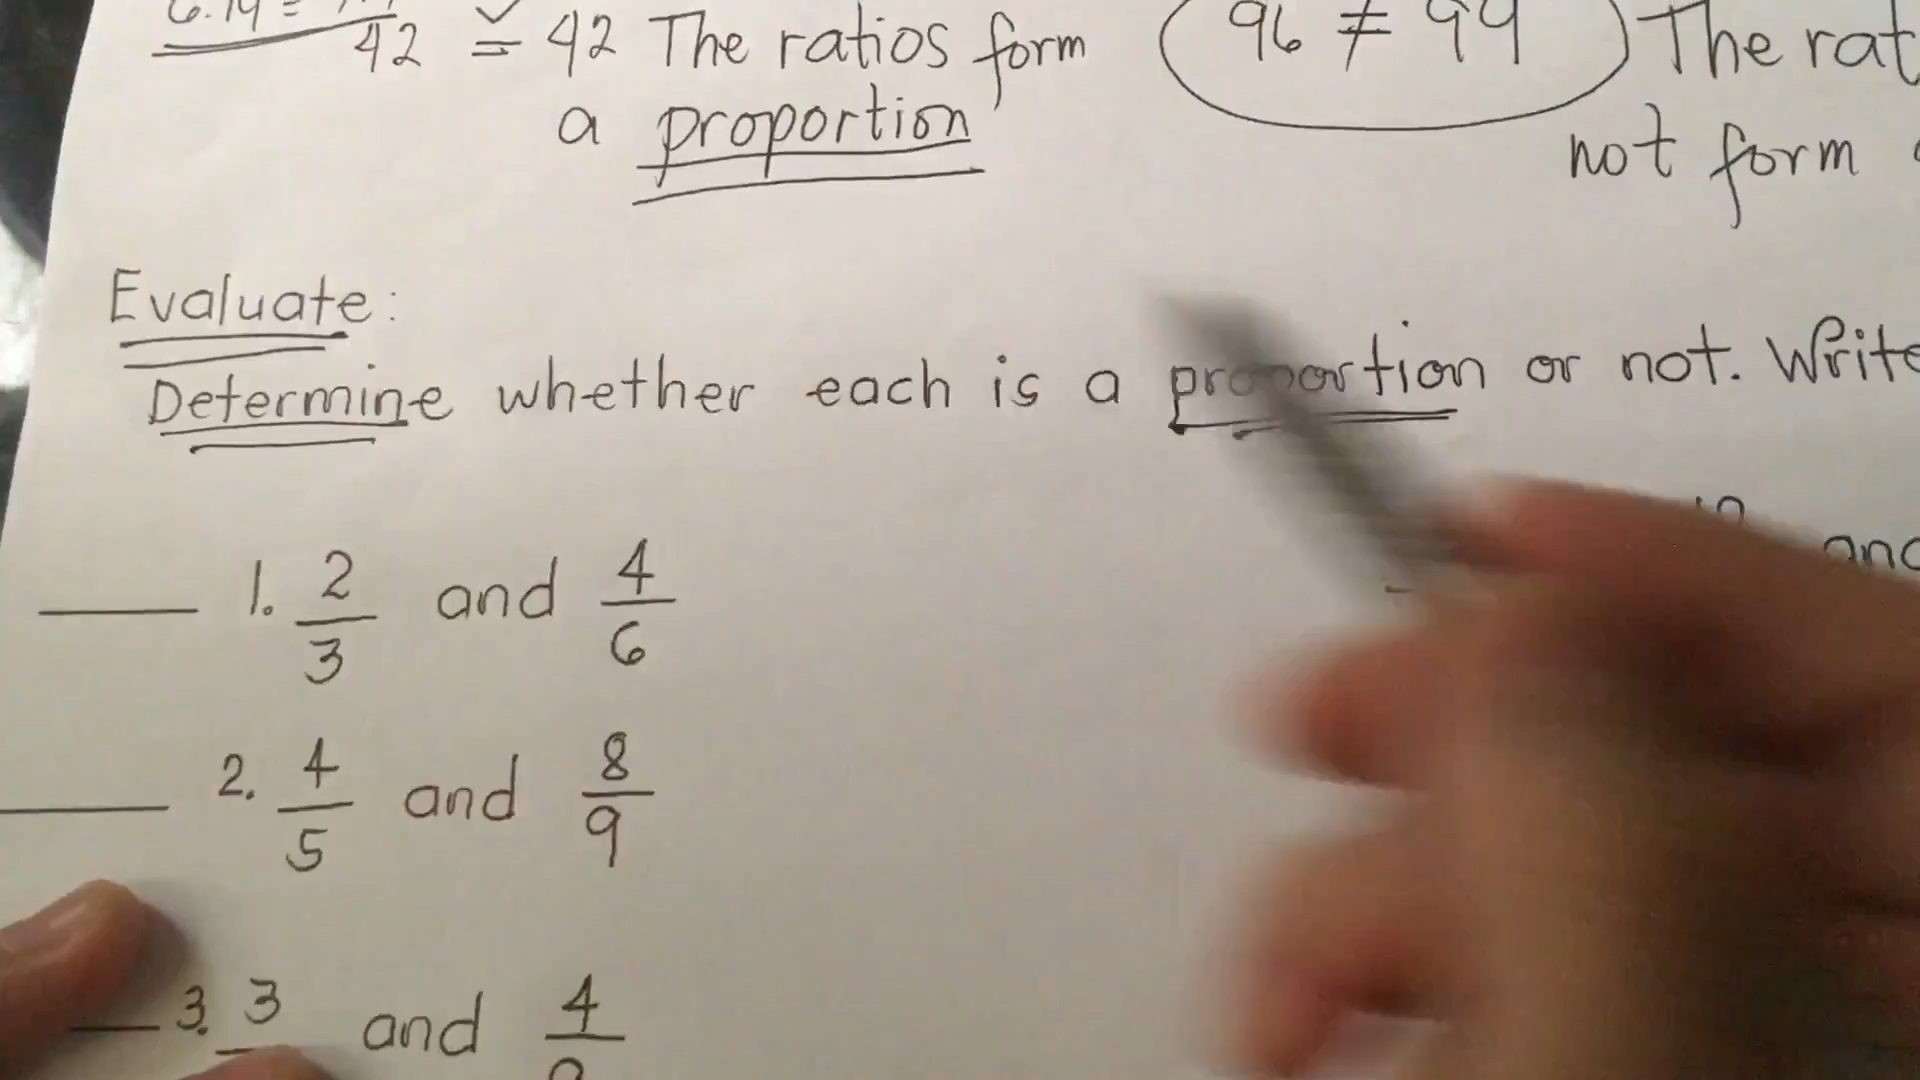 42 = 42 The ratios form
a proportion
96 ≠ 99
The rat
not form
Evaluate:
Determine whether each is a proportion or not. Write
1. 2/3 and 4/6
and
2. 4/5 and 8/9
3. 3 and 4